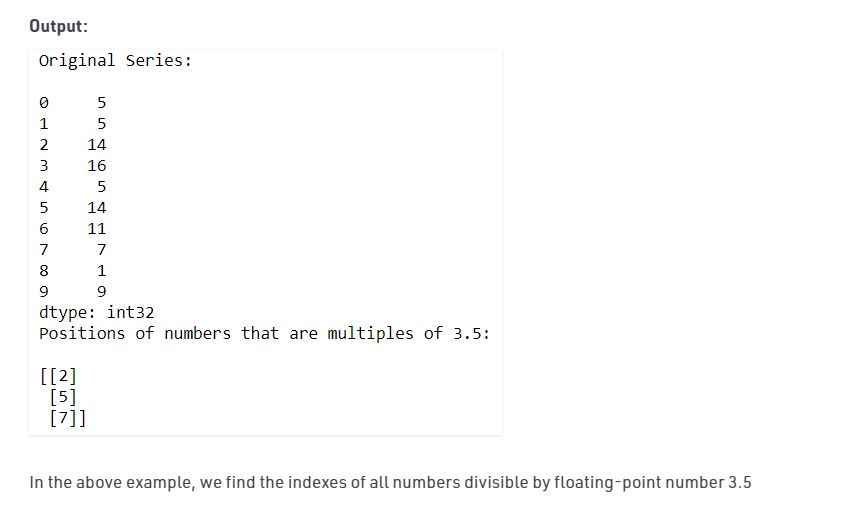 Output:
Original Series:
0 5
1 5
2 14
3 16
4 5
5 14
6 11
7 7
8 1
9 9
dtype: int32
Positions of numbers that are multiples of 3.5:
[[2]
[5]
[7]]
In the above example, we find the indexes of all numbers divisible by floating-point number 3.5